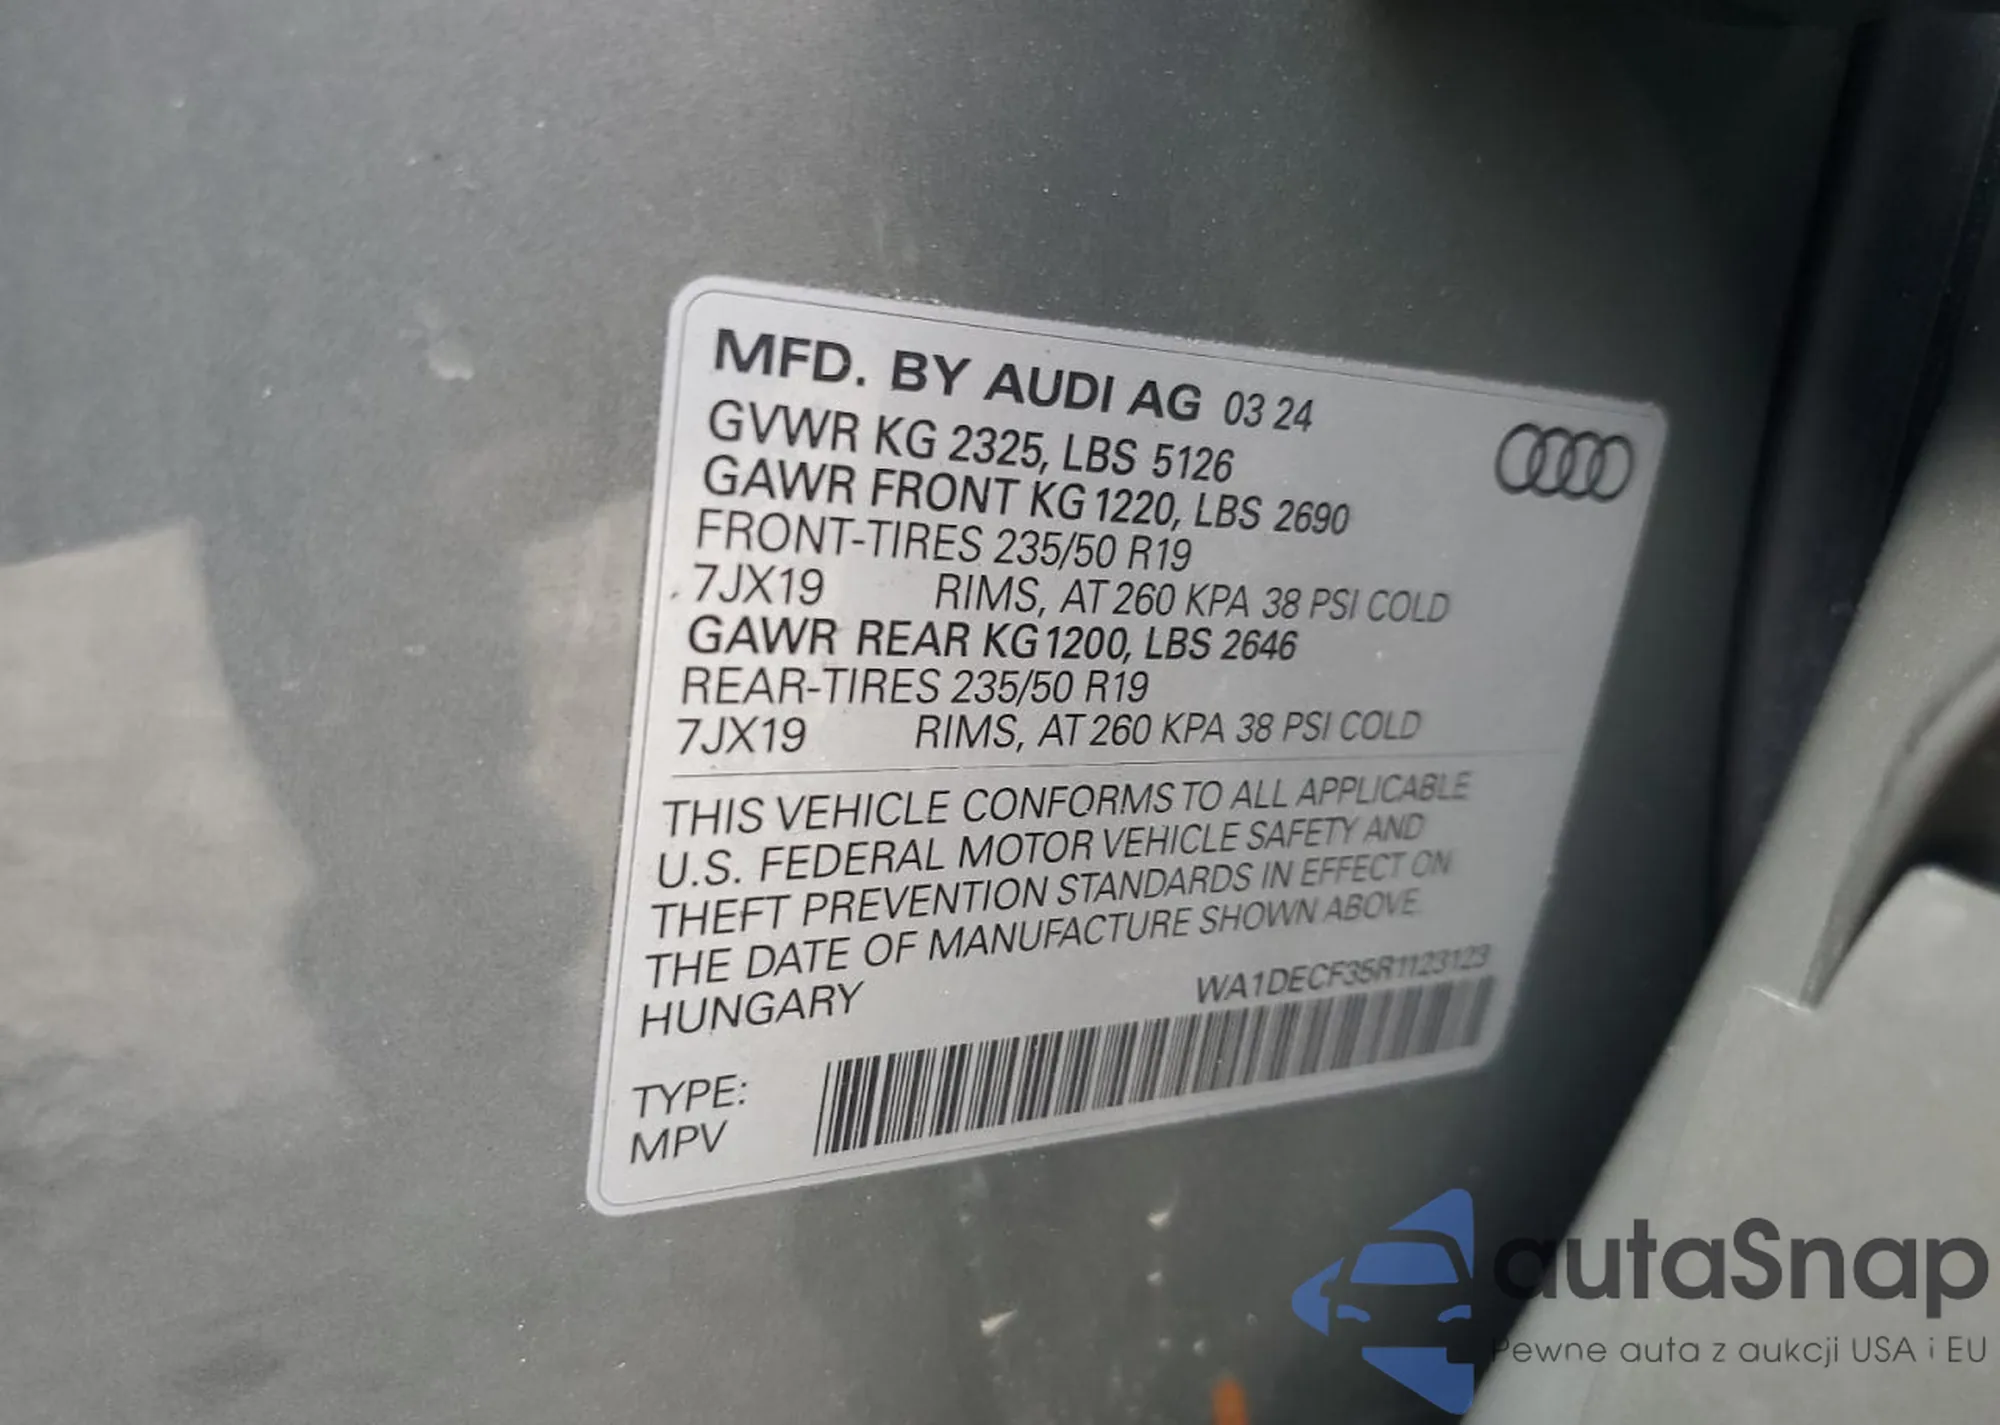 MFD. BY AUDI AG 03 24
GVWR KG 2325, LBS 5126
GAWR FRONT KG 1220, LBS 2690
FRONT-TIRES 235/50 R19
7JX19 RIMS, AT 260 KPA 38 PSI COLD
GAWR REAR KG 1200, LBS 2646
REAR-TIRES 235/50 R19
7JX19 RIMS, AT 260 KPA 38 PSI COLD
THIS VEHICLE CONFORMS TO ALL APPLICABLE
U.S. FEDERAL MOTOR VEHICLE SAFETY AND
THEFT PREVENTION STANDARDS IN EFFECT ON
THE DATE OF MANUFACTURE SHOWN ABOVE.
HUNGARY WA1DECF35R1123123
TYPE:
MPV
autaSnap
Pewne auta z aukcji USA i EU